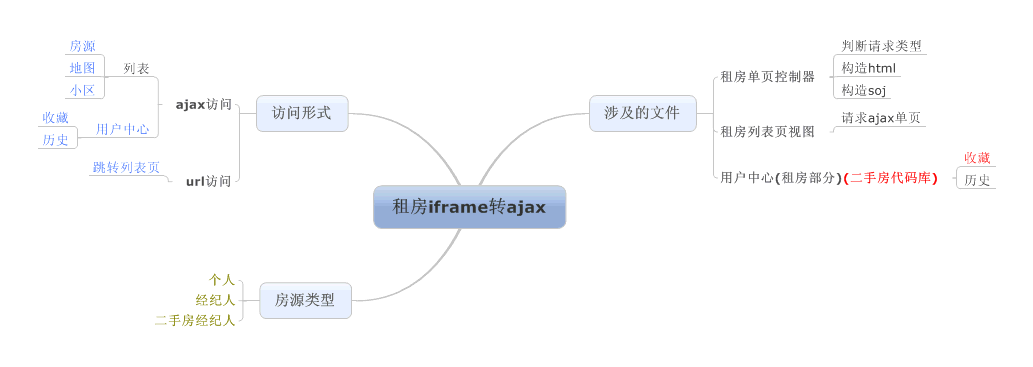 租房iframe转ajax
访问形式
ajax访问
列表
房源
地图
小区
用户中心
收藏
历史
url访问
跳转列表页
房源类型
个人
经纪人
二手房经纪人
涉及的文件
租房单页控制器
判断请求类型
构造html
构造soj
租房列表页视图
请求ajax单页
用户中心(租房部分)(二手房代码库)
收藏
历史